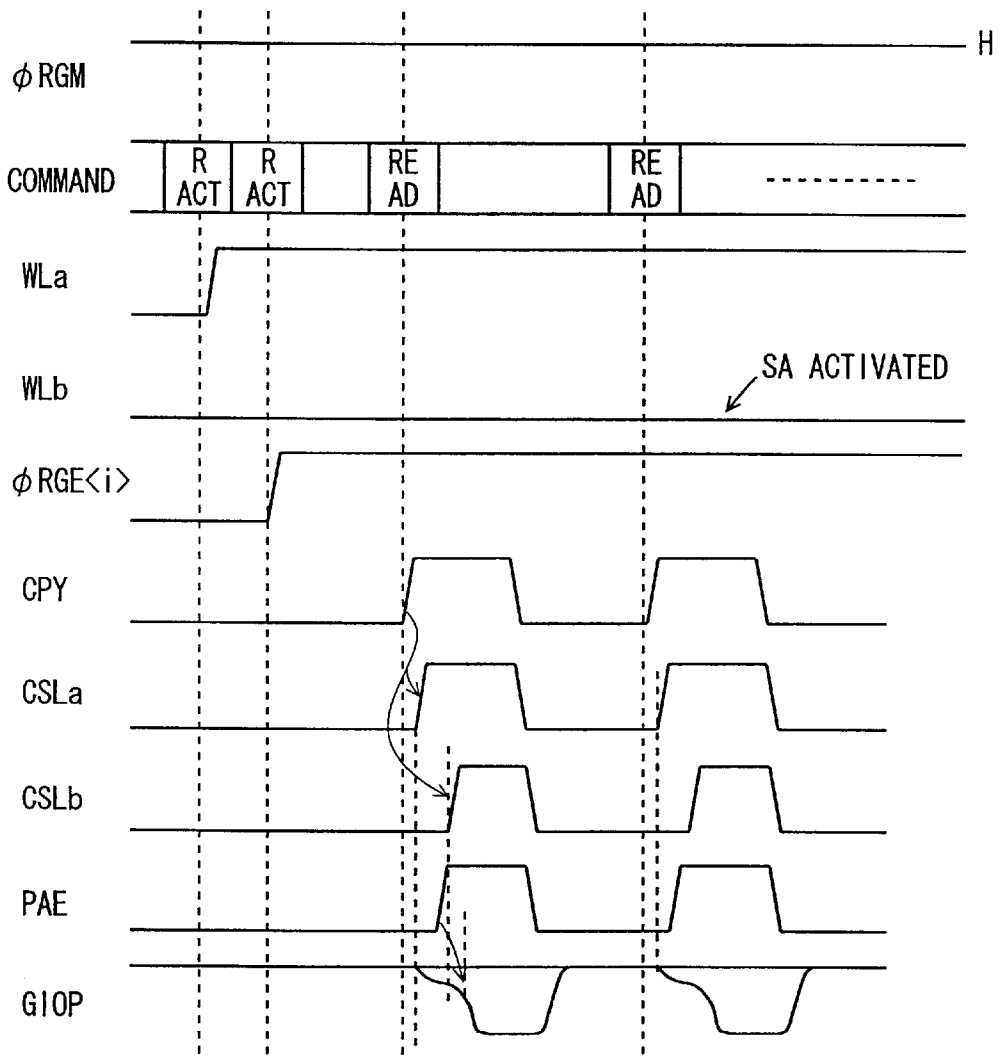 H
φRGM
COMMAND
R
ACT
R
ACT
RE
AD
RE
AD
WLa
WLb
SA ACTIVATED
φRGE<i>
CPY
CSLa
CSLb
PAE
GIOP